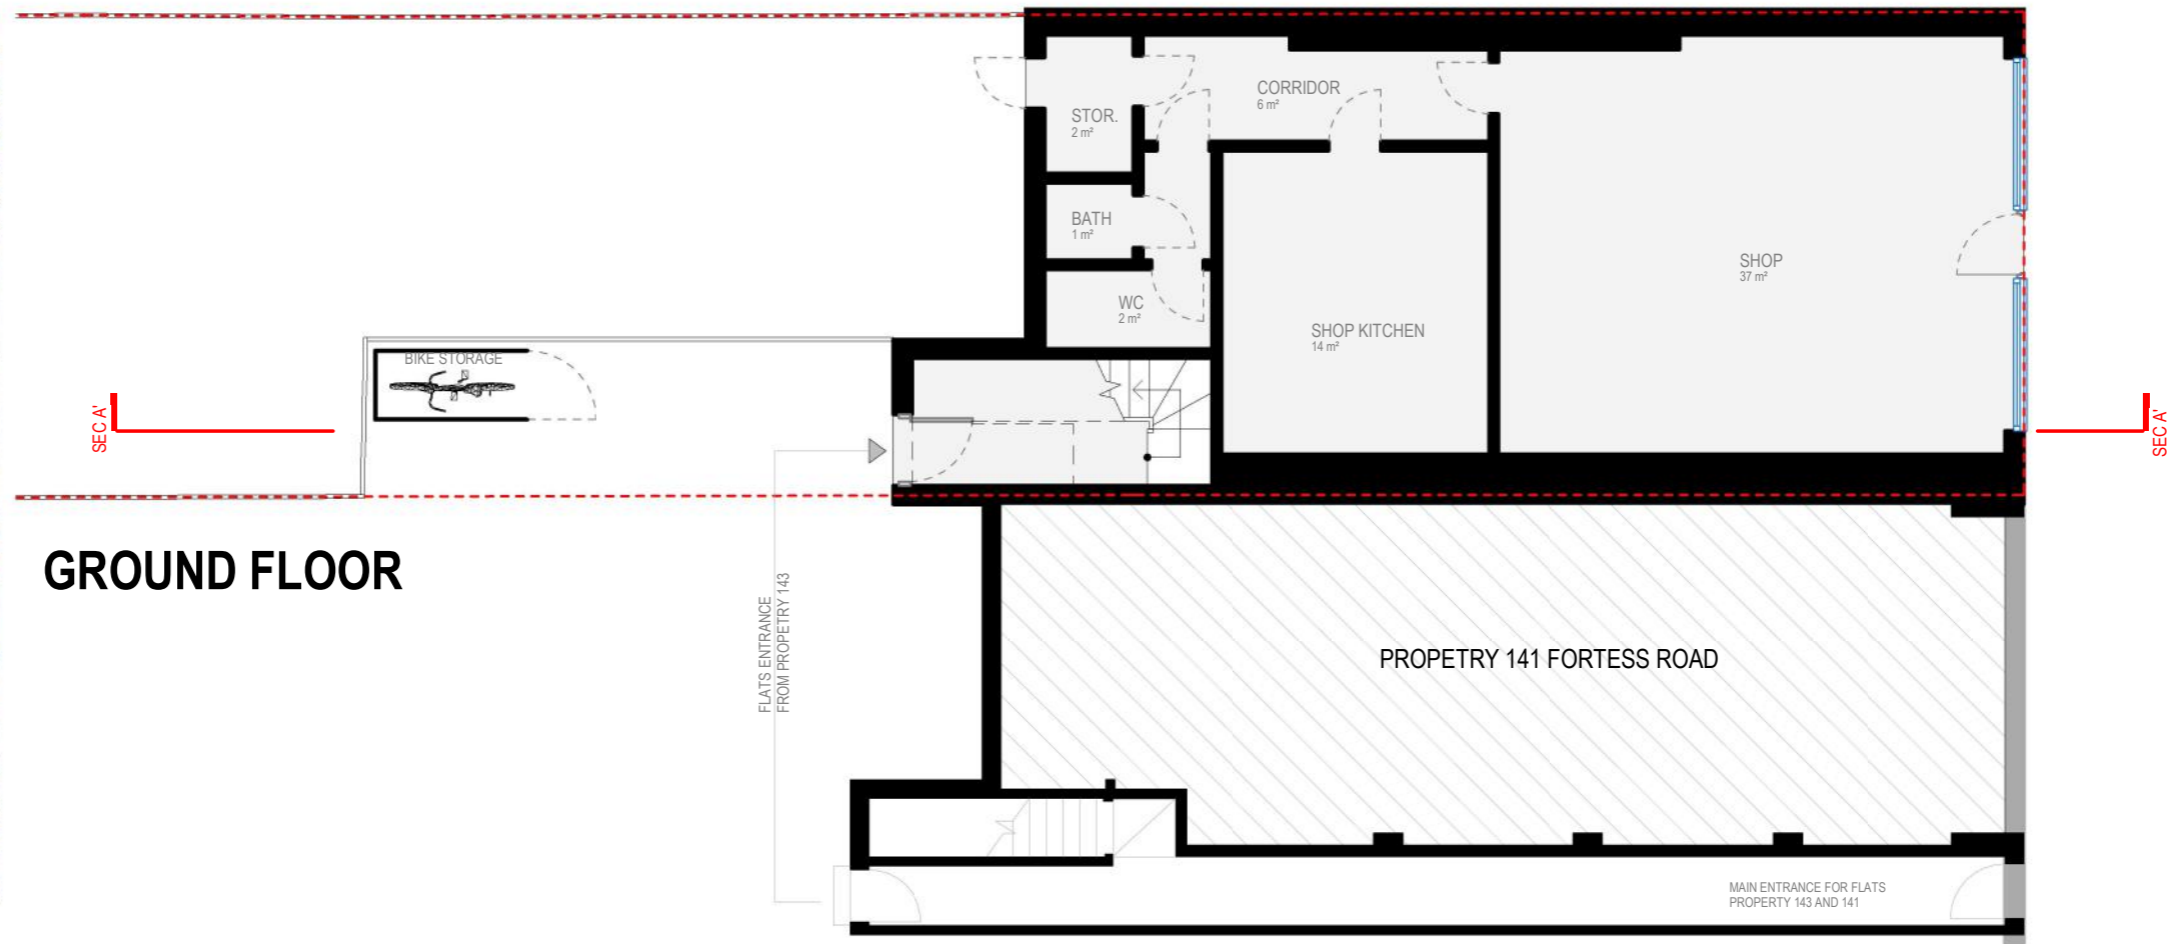 CORRIDOR
6 m²
STOR.
2 m²
BATH
1 m²
WC
2 m²
SHOP
37 m²
SHOP KITCHEN
14 m²
BIKE STORAGE
SEC A'
SEC A'
GROUND FLOOR
FLATS ENTRANCE
FROM PROPETRY 143
PROPETRY 141 FORTESS ROAD
MAIN ENTRANCE FOR FLATS
PROPERTY 143 AND 141